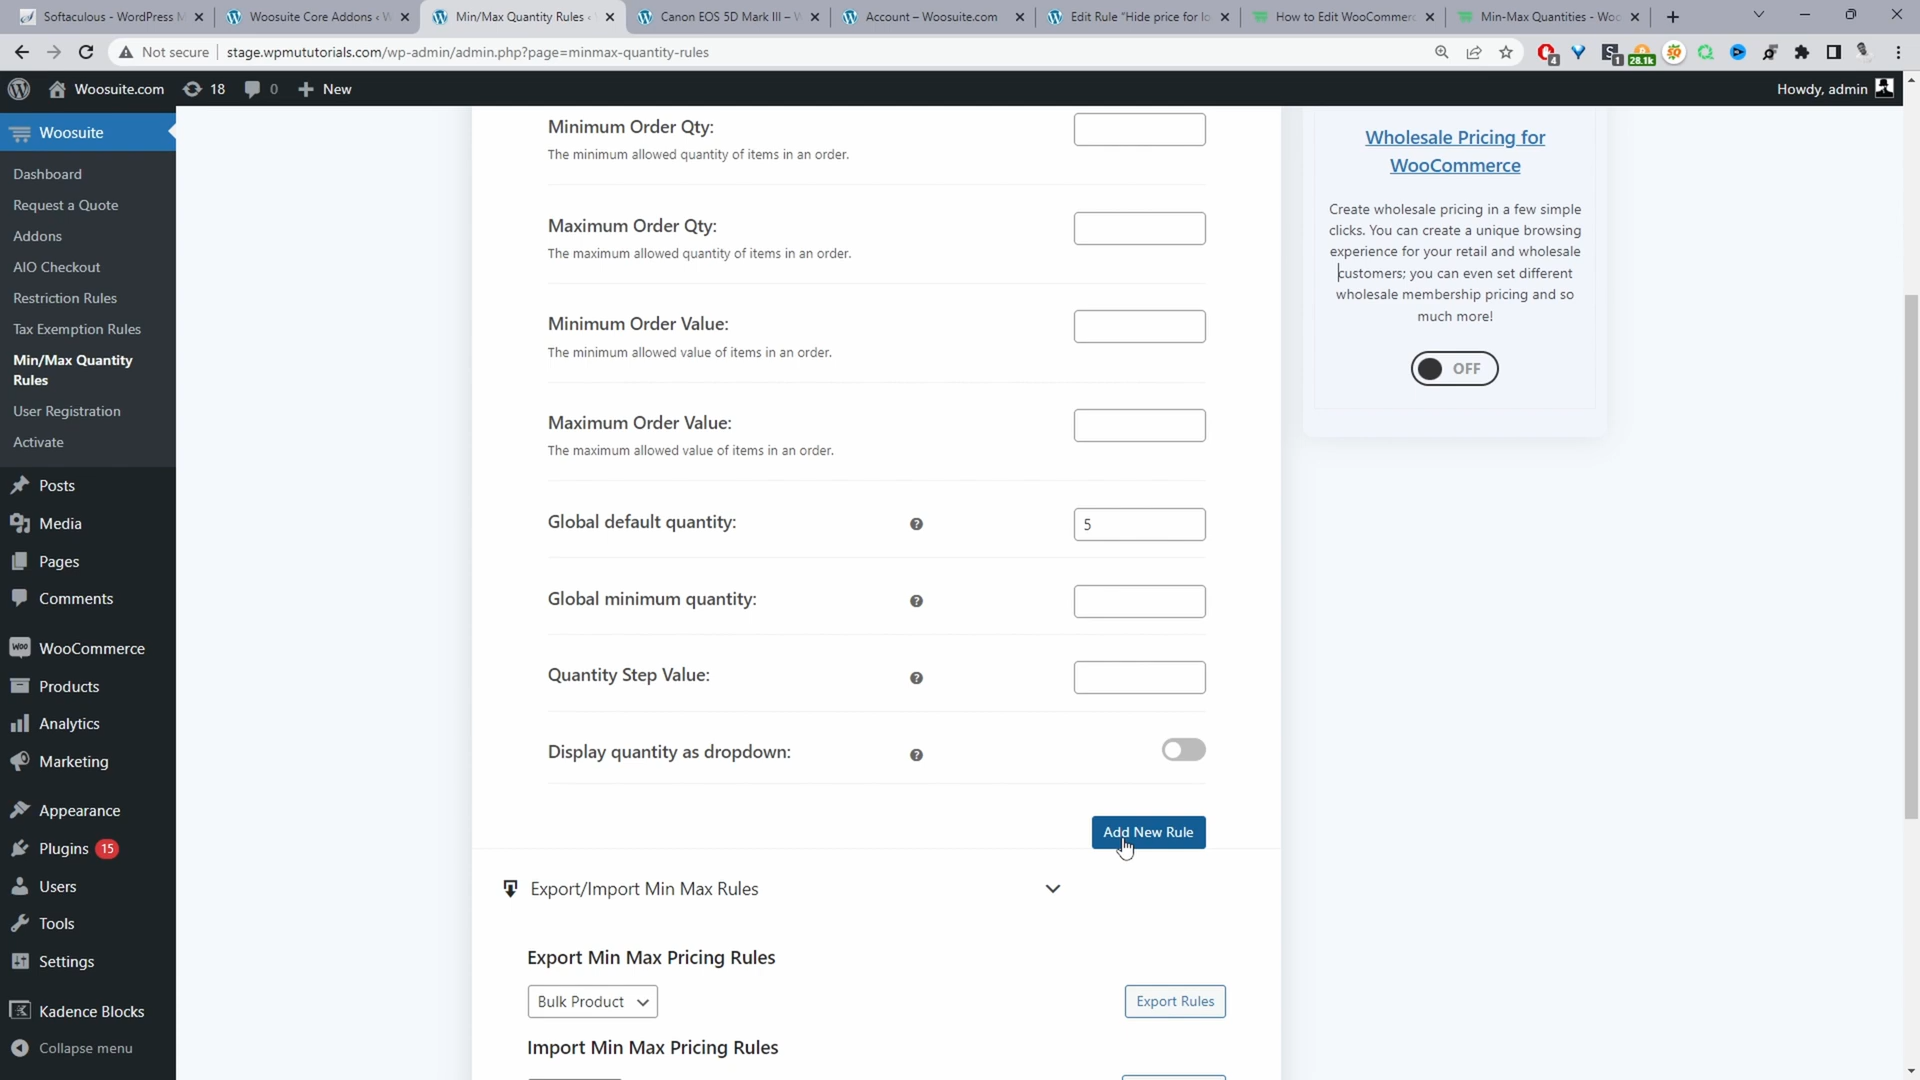 Softaculous - WordPress M
Woosuite Core Addons ‹ W
Min/Max Quantity Rules ‹
Canon EOS 5D Mark III – W
Account – Woosuite.com
Edit Rule "Hide price for lo
How to Edit WooCommerc
Min-Max Quantities - Woo
Not secure
stage.wpmututorials.com/wp-admin/admin.php?page=minmax-quantity-rules
4
1
28.1k
Woosuite.com
18
0
New
Howdy, admin
Woosuite
Dashboard
Request a Quote
Addons
AIO Checkout
Restriction Rules
Tax Exemption Rules
Min/Max Quantity
Rules
User Registration
Activate
Posts
Media
Pages
Comments
WooCommerce
Products
Analytics
Marketing
Appearance
Plugins 15
Users
Tools
Settings
Kadence Blocks
Collapse menu
Minimum Order Qty:
The minimum allowed quantity of items in an order.
Maximum Order Qty:
The maximum allowed quantity of items in an order.
Minimum Order Value:
The minimum allowed value of items in an order.
Maximum Order Value:
The maximum allowed value of items in an order.
Global default quantity:
5
Global minimum quantity:
Quantity Step Value:
Display quantity as dropdown:
Add New Rule
Export/Import Min Max Rules
Export Min Max Pricing Rules
Bulk Product
Export Rules
Import Min Max Pricing Rules
Wholesale Pricing for
WooCommerce
Create wholesale pricing in a few simple
clicks. You can create a unique browsing
experience for your retail and wholesale
customers; you can even set different
wholesale membership pricing and so
much more!
OFF